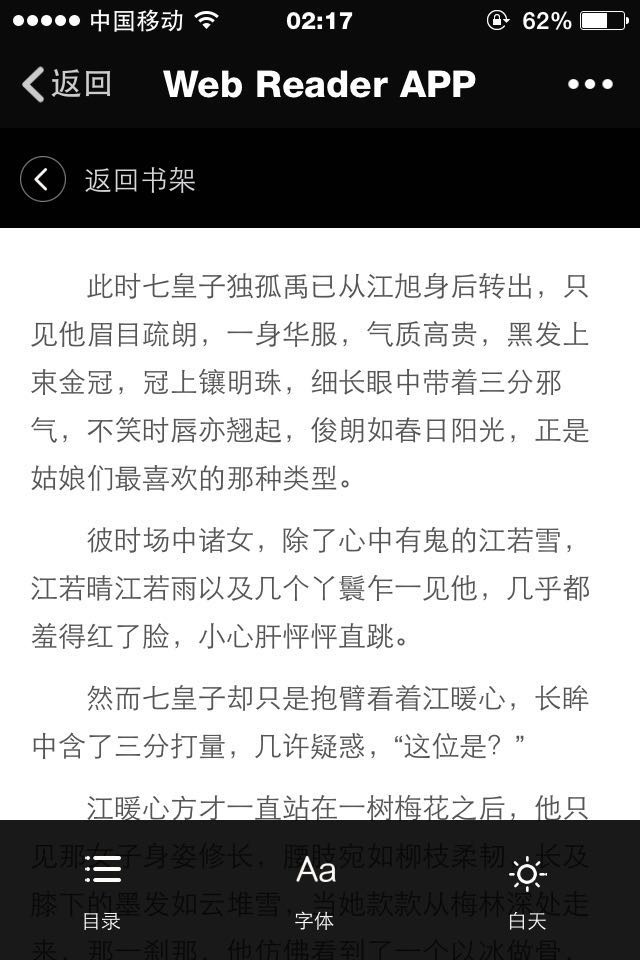 中国移动 02:17 62%
返回 Web Reader APP
返回书架
此时七皇子独孤禹已从江旭身后转出，只
见他眉目疏朗，一身华服，气质高贵，黑发上
束金冠，冠上镶明珠，细长眼中带着三分邪
气，不笑时唇亦翘起，俊朗如春日阳光，正是
姑娘们最喜欢的那种类型。
彼时场中诸女，除了心中有鬼的江若雪，
江若晴江若雨以及几个丫鬟乍一见他，几乎都
羞得红了脸，小心肝怦怦直跳。
然而七皇子却只是抱臂看着江暖心，长眸
中含了三分打量，几许疑惑，“这位是？”
江暖心方才一直站在一树梅花之后，他只
见那女子身姿修长，腰肢宛如柳枝柔韧，长及
膝下的墨发如云堆雪，当她款款从梅林深处走
来，那一刹那，他仿佛看到了一个以冰做骨，
目录 Aa 字体 白天